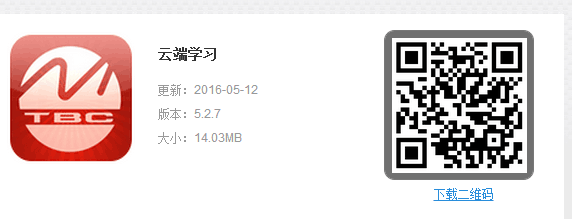 TBC
云端学习
更新：2016-05-12
版本：5.2.7
大小：14.03MB
下载二维码